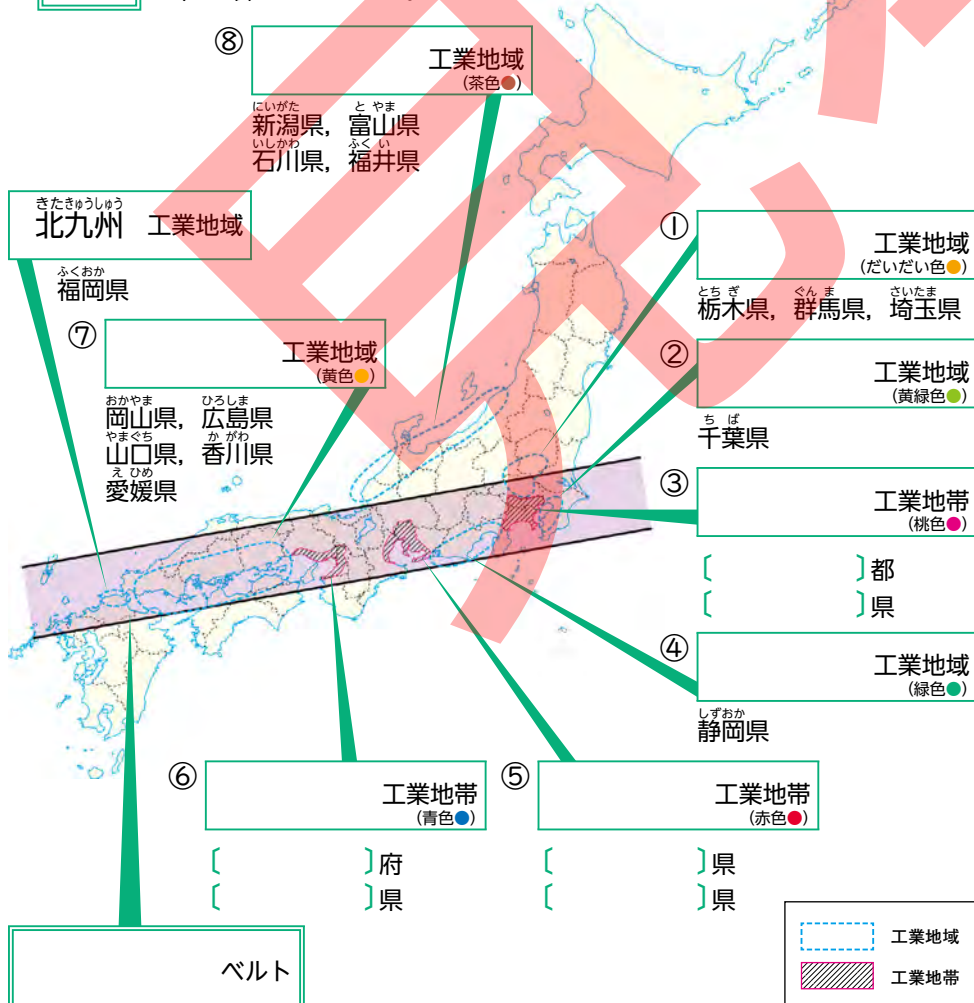 ⑧
工業地域
(茶色●)
にいがた とやま
新潟県，富山県
いしかわ ふくい
石川県，福井県
きたきゅうしゅう
北九州 工業地域
ふくおか
福岡県
⑦
工業地域
(黄色●)
おかやま ひろしま
岡山県，広島県
やまぐち かがわ
山口県，香川県
えひめ
愛媛県
①
工業地域
(だいだい色●)
とちぎ ぐんま さいたま
栃木県，群馬県，埼玉県
②
工業地域
(黄緑色●)
ちば
千葉県
③
工業地帯
(桃色●)
〔 〕都
〔 〕県
④
工業地域
(緑色●)
しずおか
静岡県
⑥
工業地帯
(青色●)
〔 〕府
〔 〕県
⑤
工業地帯
(赤色●)
〔 〕県
〔 〕県
ベルト
工業地域
工業地帯